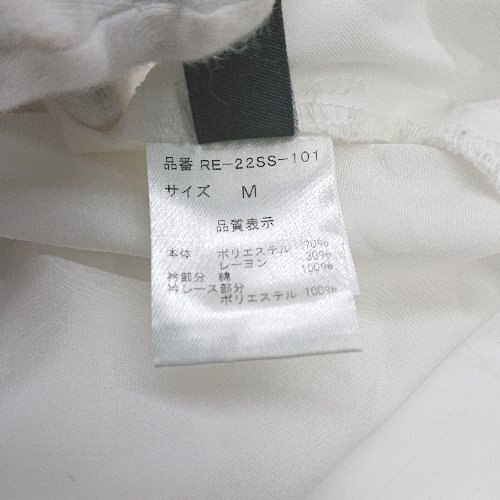 品番 RE-22SS-101
サイズ M
品質表示
本体 ポリエステル 70%
レーヨン 30%
衿部分 綿 100%
衿レース部分
ポリエステル 100%